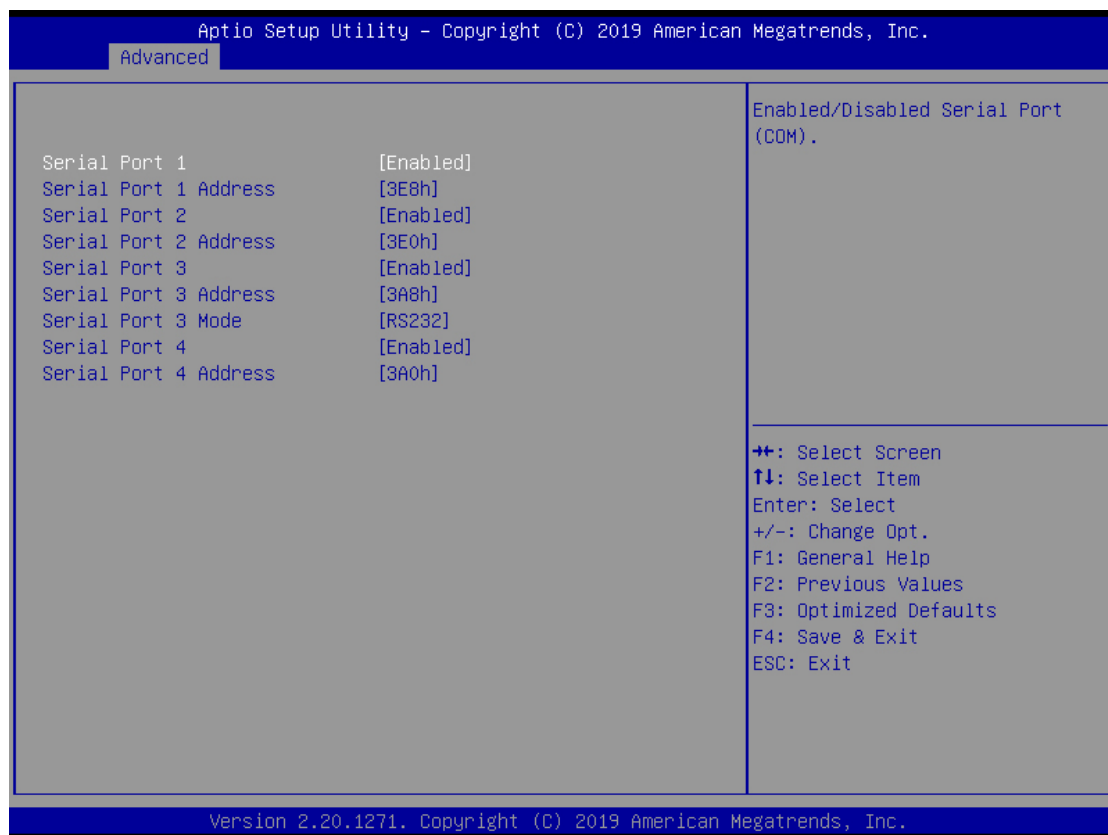 Aptio Setup Utility – Copyright (C) 2019 American Megatrends, Inc.
Advanced
Serial Port 1 [Enabled]
Serial Port 1 Address [3E8h]
Serial Port 2 [Enabled]
Serial Port 2 Address [3E0h]
Serial Port 3 [Enabled]
Serial Port 3 Address [3A8h]
Serial Port 3 Mode [RS232]
Serial Port 4 [Enabled]
Serial Port 4 Address [3A0h]
Enabled/Disabled Serial Port
(COM).
→←: Select Screen
↑↓: Select Item
Enter: Select
+/-: Change Opt.
F1: General Help
F2: Previous Values
F3: Optimized Defaults
F4: Save & Exit
ESC: Exit
Version 2.20.1271. Copyright (C) 2019 American Megatrends, Inc.